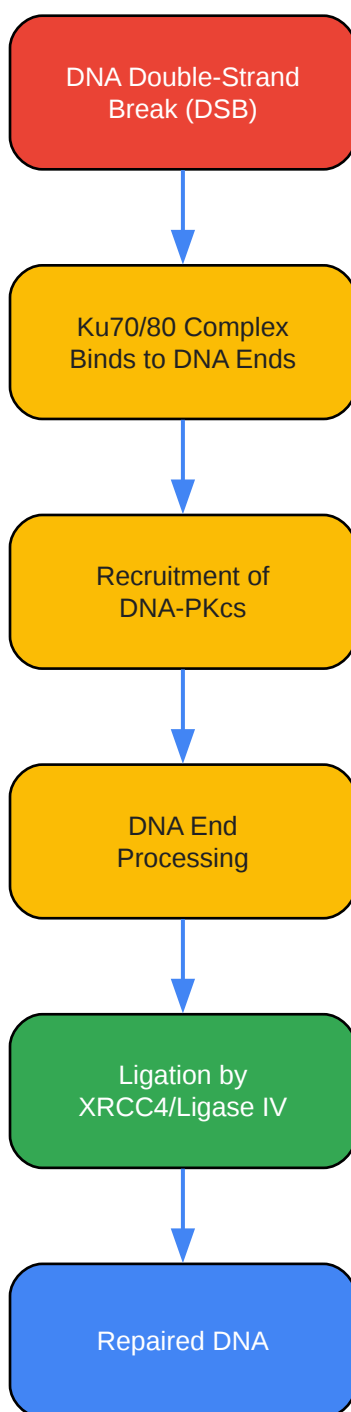 DNA Double-Strand
Break (DSB)
Ku70/80 Complex
Binds to DNA Ends
Recruitment of
DNA-PKcs
DNA End
Processing
Ligation by
XRCC4/Ligase IV
Repaired DNA